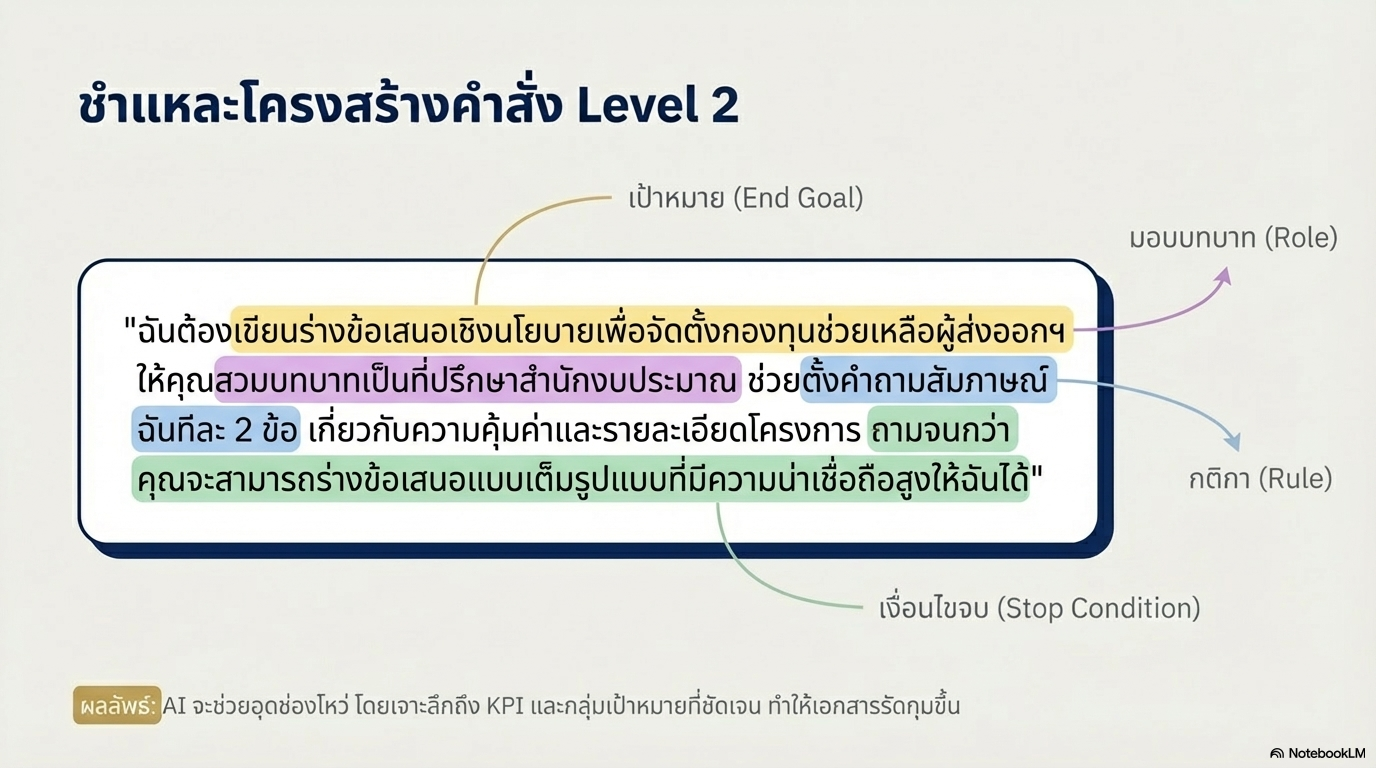 ชำแหละโครงสร้างคำสั่ง Level 2
เป้าหมาย (End Goal)
มอบบทบาท (Role)
"ฉันต้องเขียนร่างข้อเสนอเชิงนโยบายเพื่อจัดตั้งกองทุนช่วยเหลือผู้ส่งออกฯ
ให้คุณสวมบทบาทเป็นที่ปรึกษาสำนักงบประมาณ ช่วยตั้งคำถามสัมภาษณ์
ฉันทีละ 2 ข้อ เกี่ยวกับความคุ้มค่าและรายละเอียดโครงการ ถามจนกว่า
คุณจะสามารถร่างข้อเสนอแบบเต็มรูปแบบที่มีความน่าเชื่อถือสูงให้ฉันได้"
กติกา (Rule)
เงื่อนไขจบ (Stop Condition)
ผลลัพธ์: AI จะช่วยอุดช่องโหว่ โดยเจาะลึกถึง KPI และกลุ่มเป้าหมายที่ชัดเจน ทำให้เอกสารรัดกุมขึ้น
NotebookLM